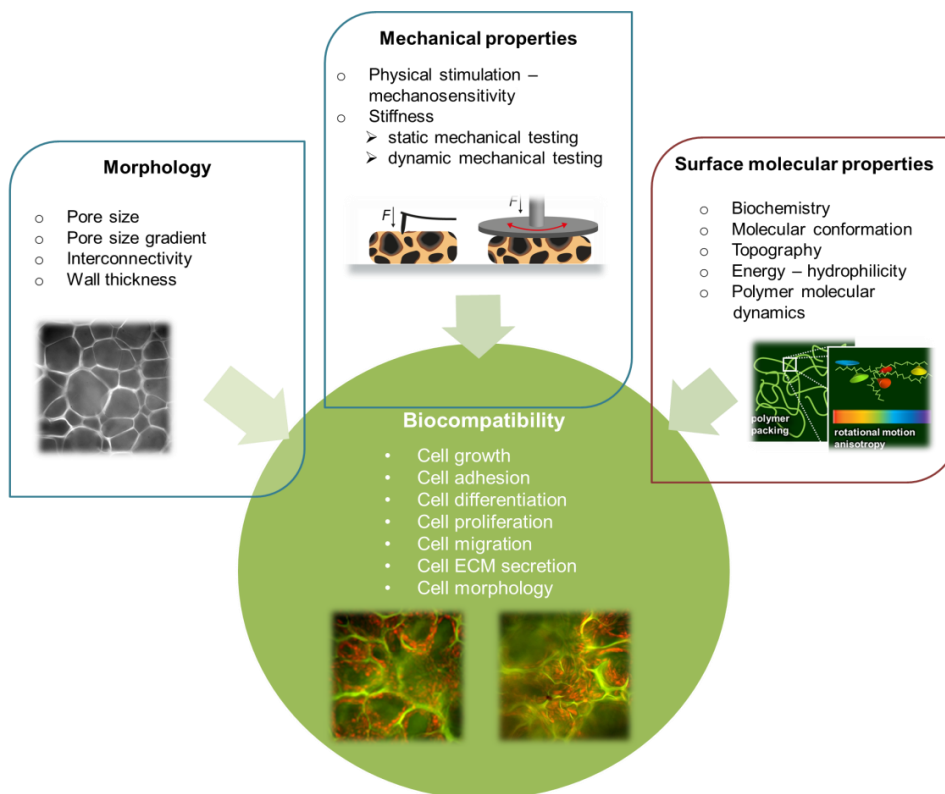 Mechanical properties
o Physical stimulation –
mechanosensitivity
o Stiffness
➢ static mechanical testing
➢ dynamic mechanical testing
F
F
Morphology
o Pore size
o Pore size gradient
o Interconnectivity
o Wall thickness
Surface molecular properties
o Biochemistry
o Molecular conformation
o Topography
o Energy – hydrophilicity
o Polymer molecular
dynamics
polymer
packing
rotational motion
anisotropy
Biocompatibility
• Cell growth
• Cell adhesion
• Cell differentiation
• Cell proliferation
• Cell migration
• Cell ECM secretion
• Cell morphology